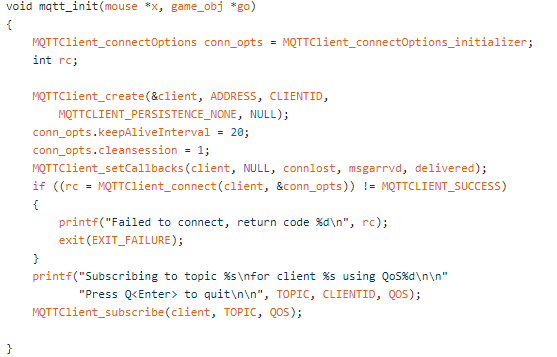 void mqtt_init(mouse *x, game_obj *go)
{
MQTTClient_connectOptions conn_opts = MQTTClient_connectOptions_initializer;
int rc;
MQTTClient_create(&client, ADDRESS, CLIENTID,
MQTTCLIENT_PERSISTENCE_NONE, NULL);
conn_opts.keepAliveInterval = 20;
conn_opts.cleansession = 1;
MQTTClient_setCallbacks(client, NULL, connlost, msgarrvd, delivered);
if ((rc = MQTTClient_connect(client, &conn_opts)) != MQTTCLIENT_SUCCESS)
{
printf("Failed to connect, return code %d\n", rc);
exit(EXIT_FAILURE);
}
printf("Subscribing to topic %s\nfor client %s using QoS%d\n\n"
"Press Q<Enter> to quit\n\n", TOPIC, CLIENTID, QOS);
MQTTClient_subscribe(client, TOPIC, QOS);
}